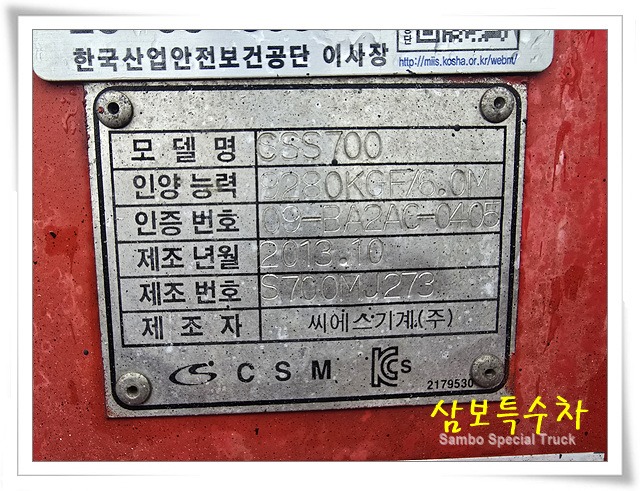 한국산업안전보건공단 이사장
http://miis.kosha.or.kr/webnt/
모델명 CSS700
인양 능력 KGF/6.0M
인증 번호 09-BA2AC-0405
제조 년월 2013.10
제조 번호 S700MJ273
제조자 씨에스기계(주)
CSM KCs
2179530
삼보특수차
Sambo Special Truck